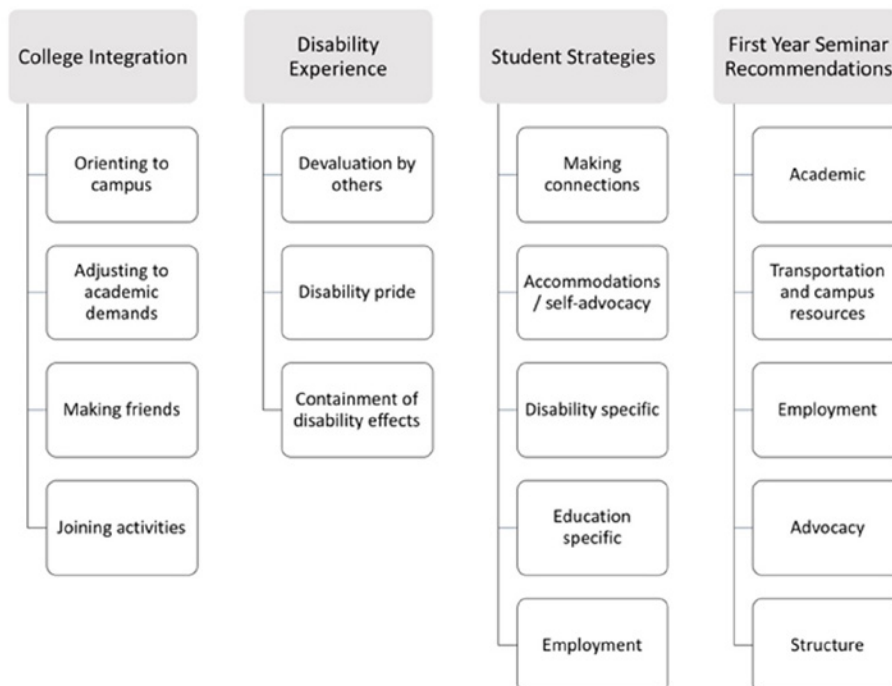 College Integration
Orienting to
campus
Adjusting to
academic
demands
Making friends
Joining activities
Disability
Experience
Devaluation by
others
Disability pride
Containment of
disability effects
Student Strategies
Making
connections
Accommodations
/ self-advocacy
Disability specific
Education
specific
Employment
First Year Seminar
Recommendations
Academic
Transportation
and campus
resources
Employment
Advocacy
Structure